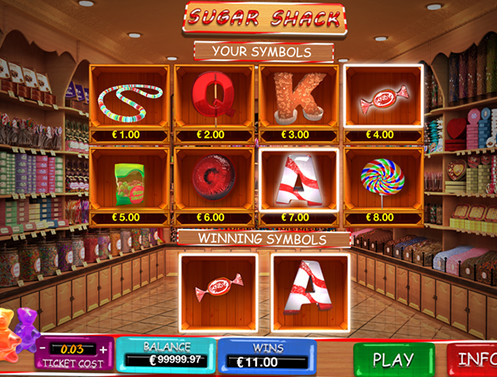 SUGAR SHACK
YOUR SYMBOLS
Q K
€ 1.00 € 2.00 € 3.00 € 4.00
A
€ 5.00 € 6.00 € 7.00 € 8.00
WINNING SYMBOLS
A
- 0.03 +
TICKET COST
BALANCE
€ 99999.97
WINS
€ 11.00
PLAY
INFO